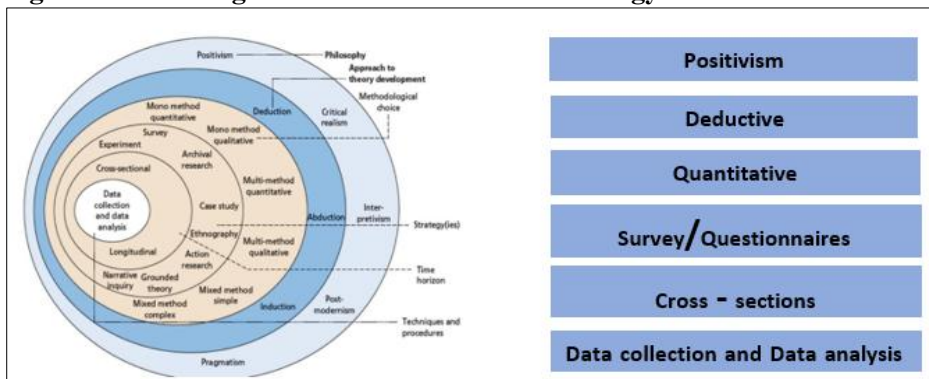 Positivism
Philosophy
Approach to
theory development
Methodological
choice
Mono method
quantitative
Deduction
Critical
realism
Survey
Mono method
qualitative
Experiment
Archival
research
Cross-sectional
Multi-method
quantitative
Data
collection
and data
analysis
Case study
Abduction
Inter-
pretivism
Strategy(ies)
Ethnography
Longitudinal
Action
research
Multi-method
qualitative
Time
horizon
Narrative
inquiry
Grounded
theory
Mixed method
simple
Post-
modernism
Mixed method
complex
Induction
Techniques and
procedures
Pragmatism
Positivism
Deductive
Quantitative
Survey/Questionnaires
Cross - sections
Data collection and Data analysis